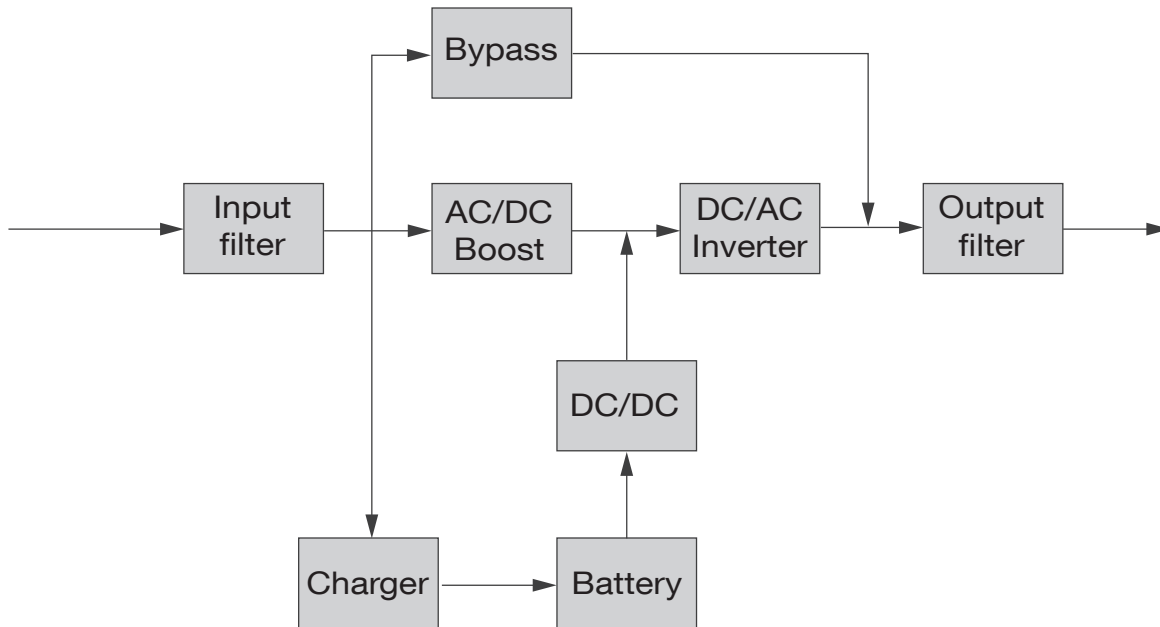 Bypass
Input
filter
AC/DC
Boost
DC/AC
Inverter
Output
filter
DC/DC
Charger
Battery